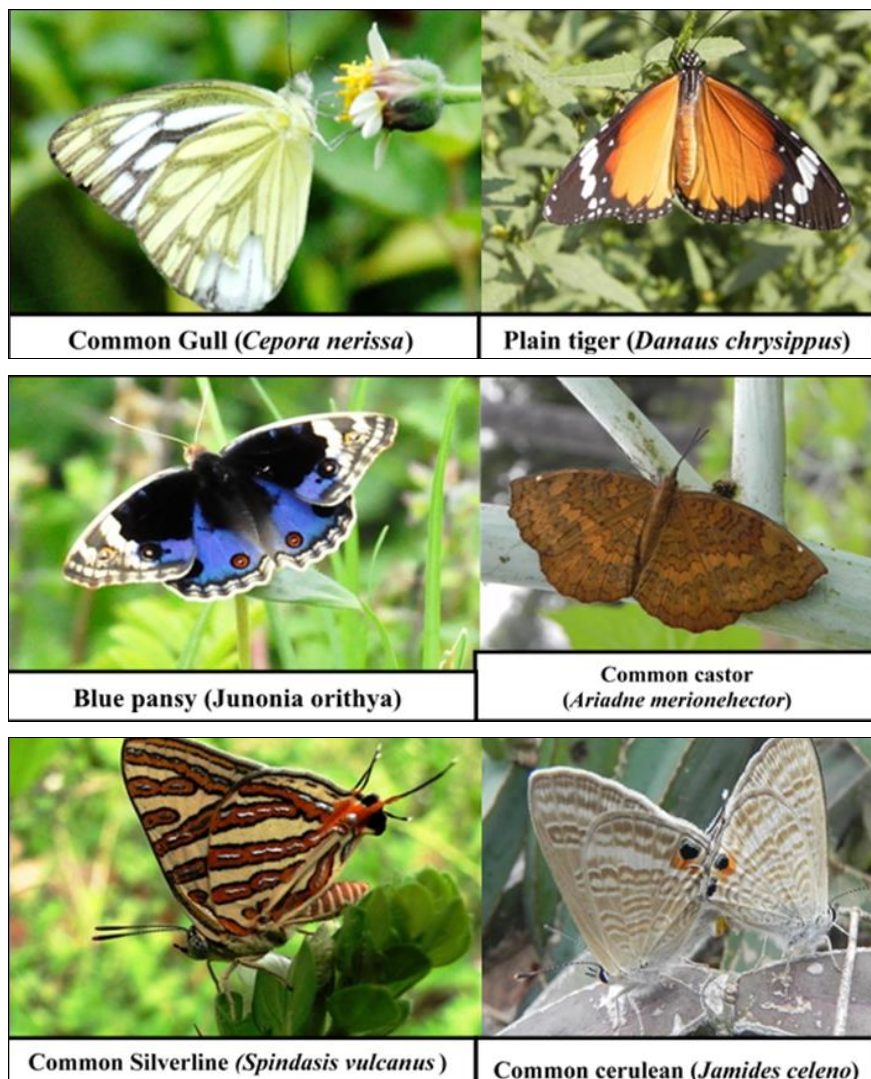 Common Gull (Cepora nerissa)
Plain tiger (Danaus chrysippus)
Blue pansy (Junonia orithya)
Common castor
(Ariadne merionehector)
Common Silverline (Spindasis vulcanus)
Common cerulean (Jamides celeno)